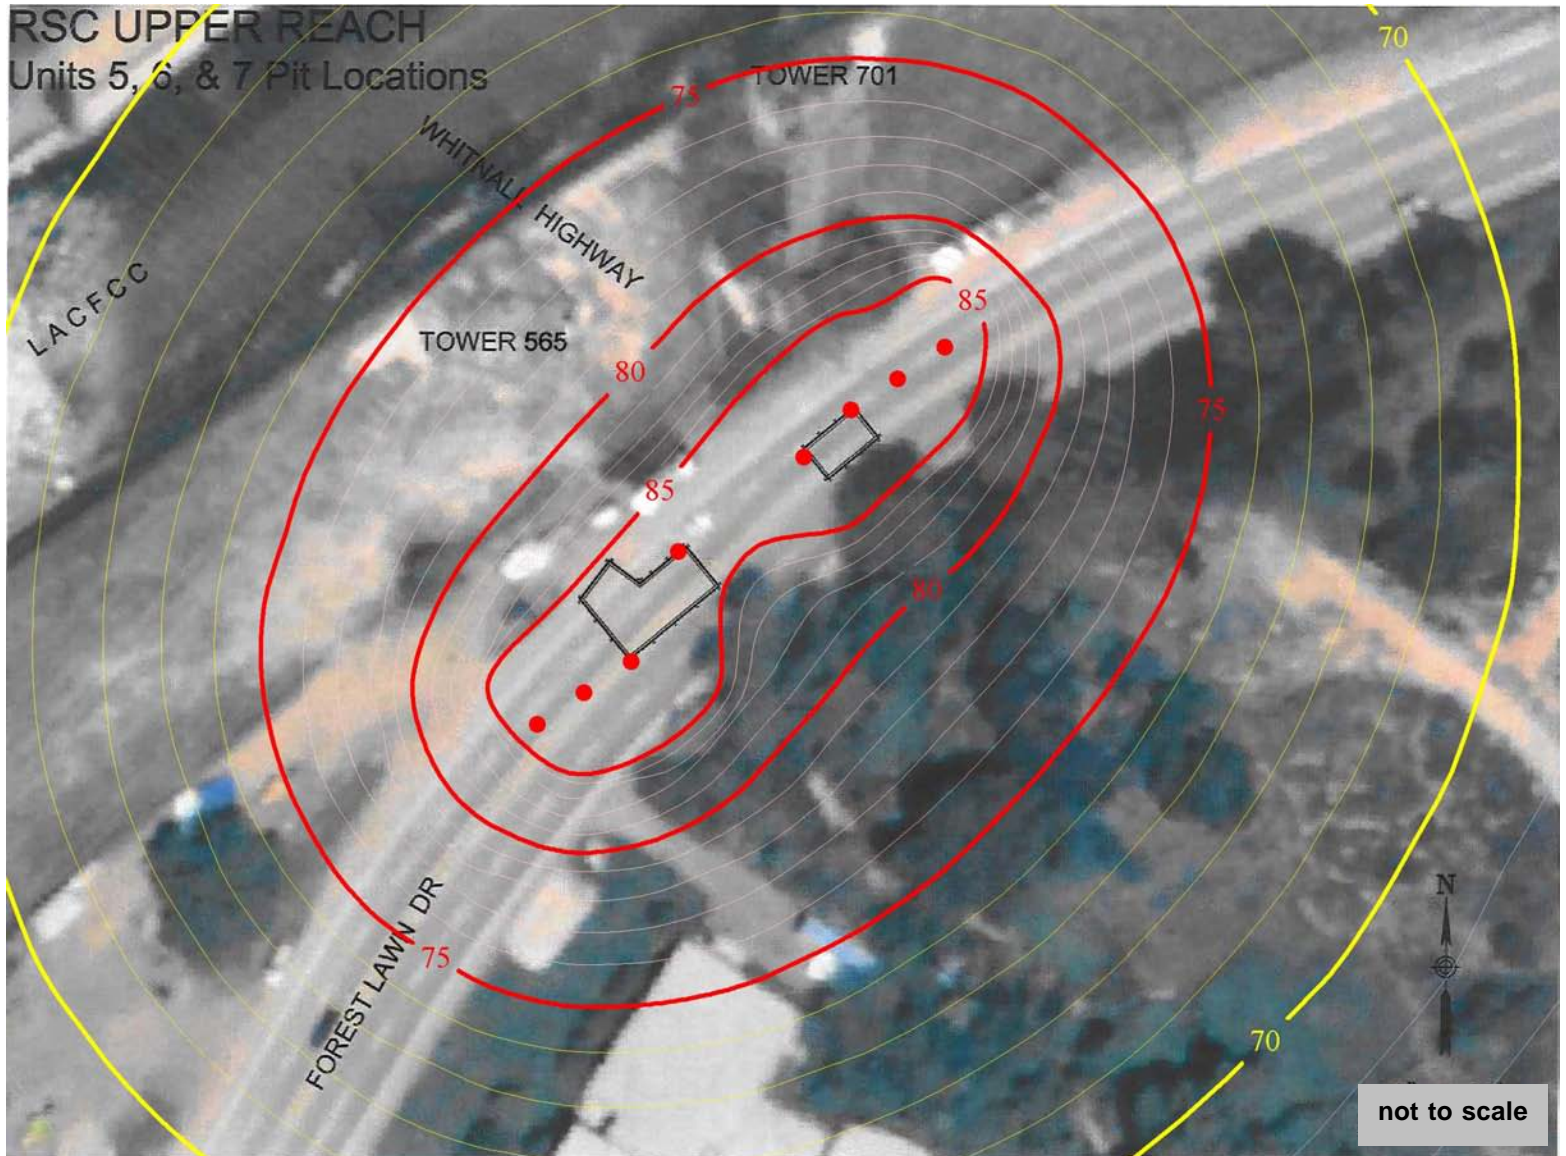 RSC UPPER REACH
Units 5, 6, & 7 Pit Locations
70
TOWER 701
75
WHITNALL HIGHWAY
LACFCC
85
TOWER 565
80
75
85
80
FOREST LAWN DR
75
N
70
not to scale